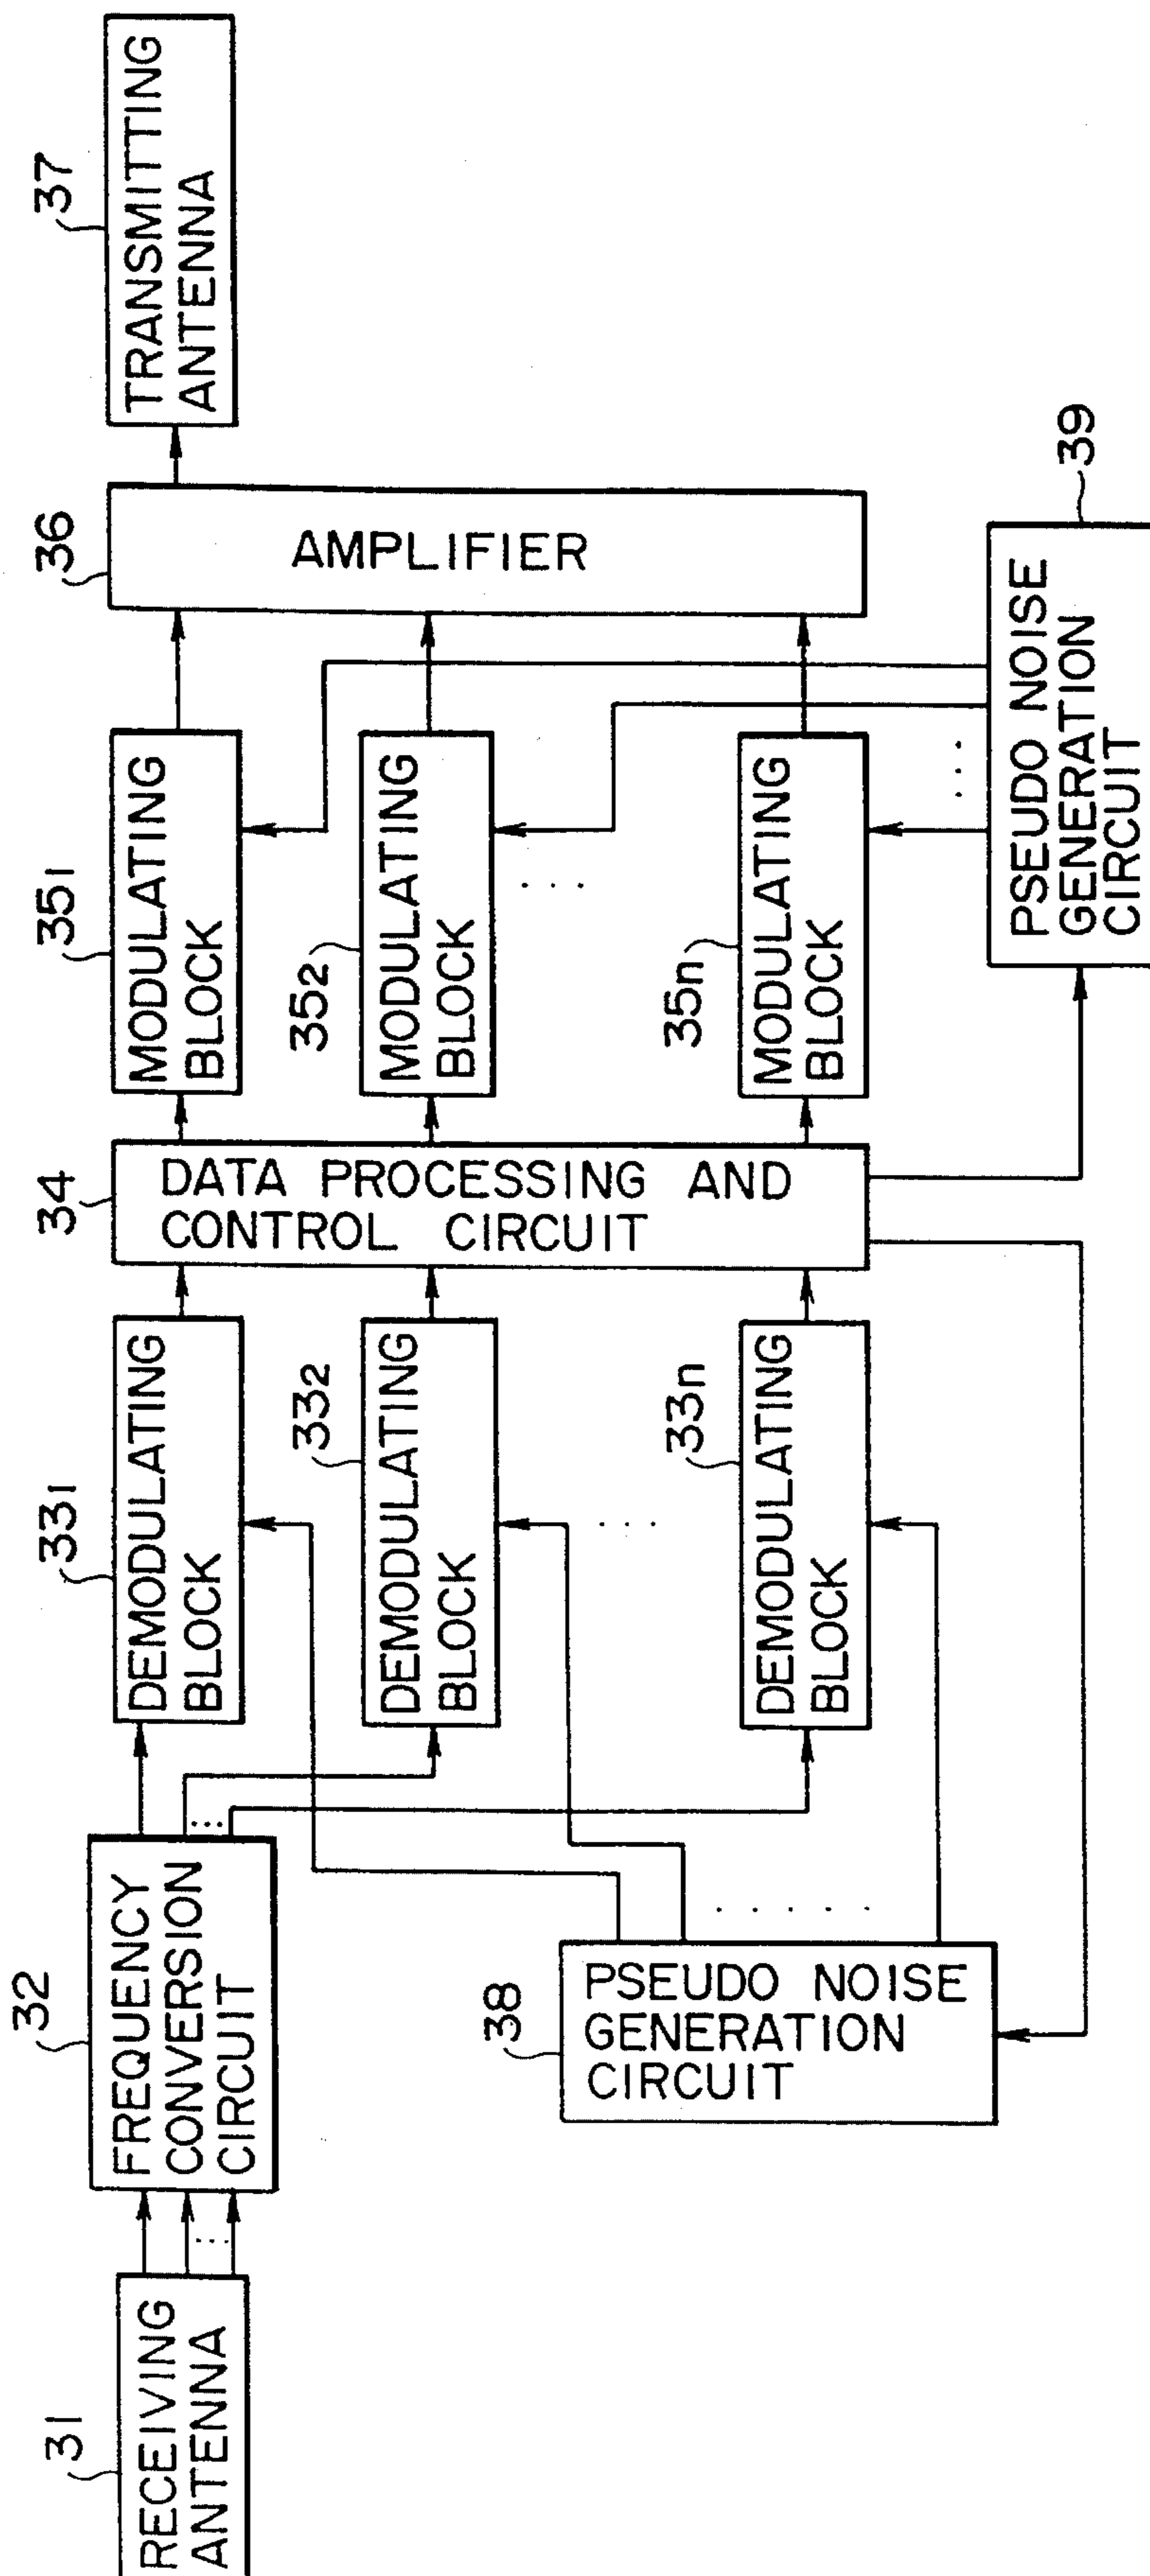 31
RECEIVING
ANTENNA
32
FREQUENCY
CONVERSION
CIRCUIT
33₁
DEMODULATING
BLOCK
33₂
DEMODULATING
BLOCK
33n
DEMODULATING
BLOCK
34
DATA PROCESSING AND
CONTROL CIRCUIT
35₁
MODULATING
BLOCK
35₂
MODULATING
BLOCK
35n
MODULATING
BLOCK
36
AMPLIFIER
37
TRANSMITTING
ANTENNA
38
PSEUDO NOISE
GENERATION
CIRCUIT
39
PSEUDO NOISE
GENERATION
CIRCUIT